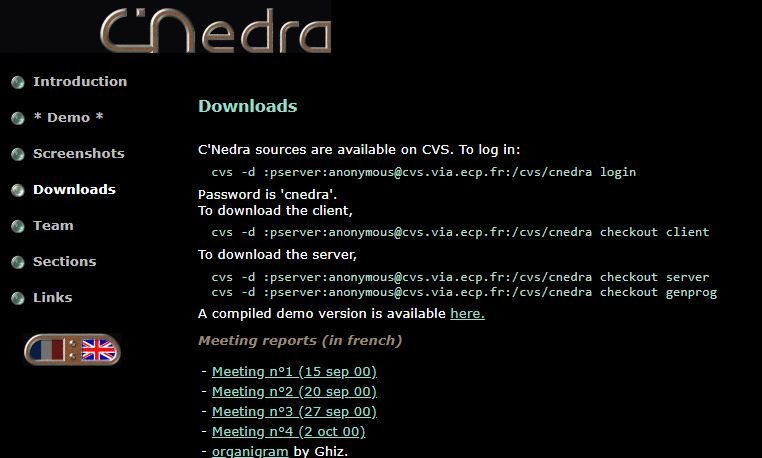 C'Nedra
Introduction
* Demo *
Screenshots
Downloads
Team
Sections
Links
Downloads
C'Nedra sources are available on CVS. To log in:
cvs -d :pserver:anonymous@cvs.via.ecp.fr:/cvs/cnedra login
Password is 'cnedra'.
To download the client,
cvs -d :pserver:anonymous@cvs.via.ecp.fr:/cvs/cnedra checkout client
To download the server,
cvs -d :pserver:anonymous@cvs.via.ecp.fr:/cvs/cnedra checkout server
cvs -d :pserver:anonymous@cvs.via.ecp.fr:/cvs/cnedra checkout genprog
A compiled demo version is available here.
Meeting reports (in french)
- Meeting n°1 (15 sep 00)
- Meeting n°2 (20 sep 00)
- Meeting n°3 (27 sep 00)
- Meeting n°4 (2 oct 00)
- organigram by Ghiz.